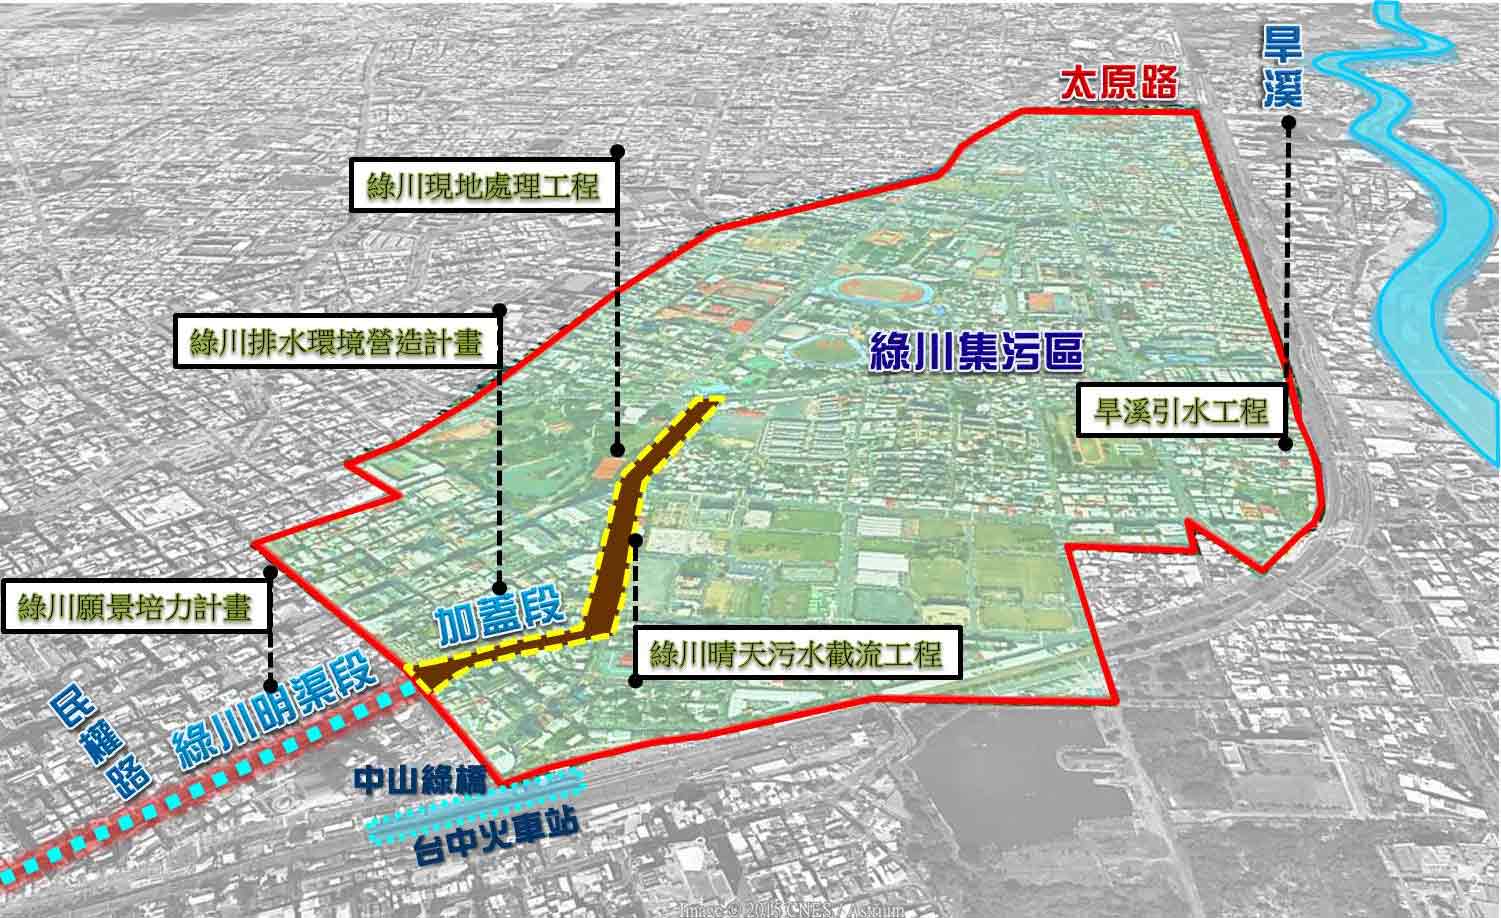 旱溪
太原路
綠川現地處理工程
綠川排水環境營造計畫
綠川集污區
旱溪引水工程
綠川願景培力計畫
加蓋段
綠川晴天污水截流工程
綠川明渠段
民權路
中山綠橋
台中火車站
Image © 2015 CNES / Astrium
2